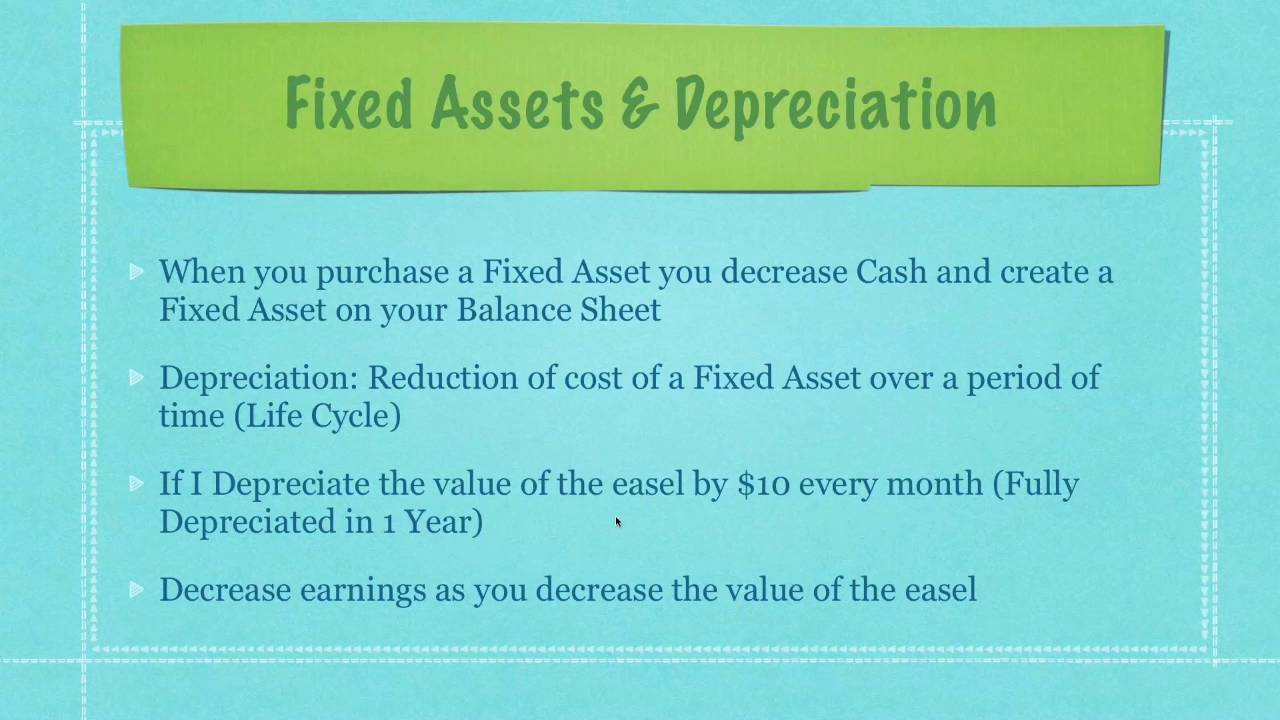 Fixed Assets & Depreciation
When you purchase a Fixed Asset you decrease Cash and create a
Fixed Asset on your Balance Sheet
Depreciation: Reduction of cost of a Fixed Asset over a period of
time (Life Cycle)
If I Depreciate the value of the easel by $10 every month (Fully
Depreciated in 1 Year)
Decrease earnings as you decrease the value of the easel